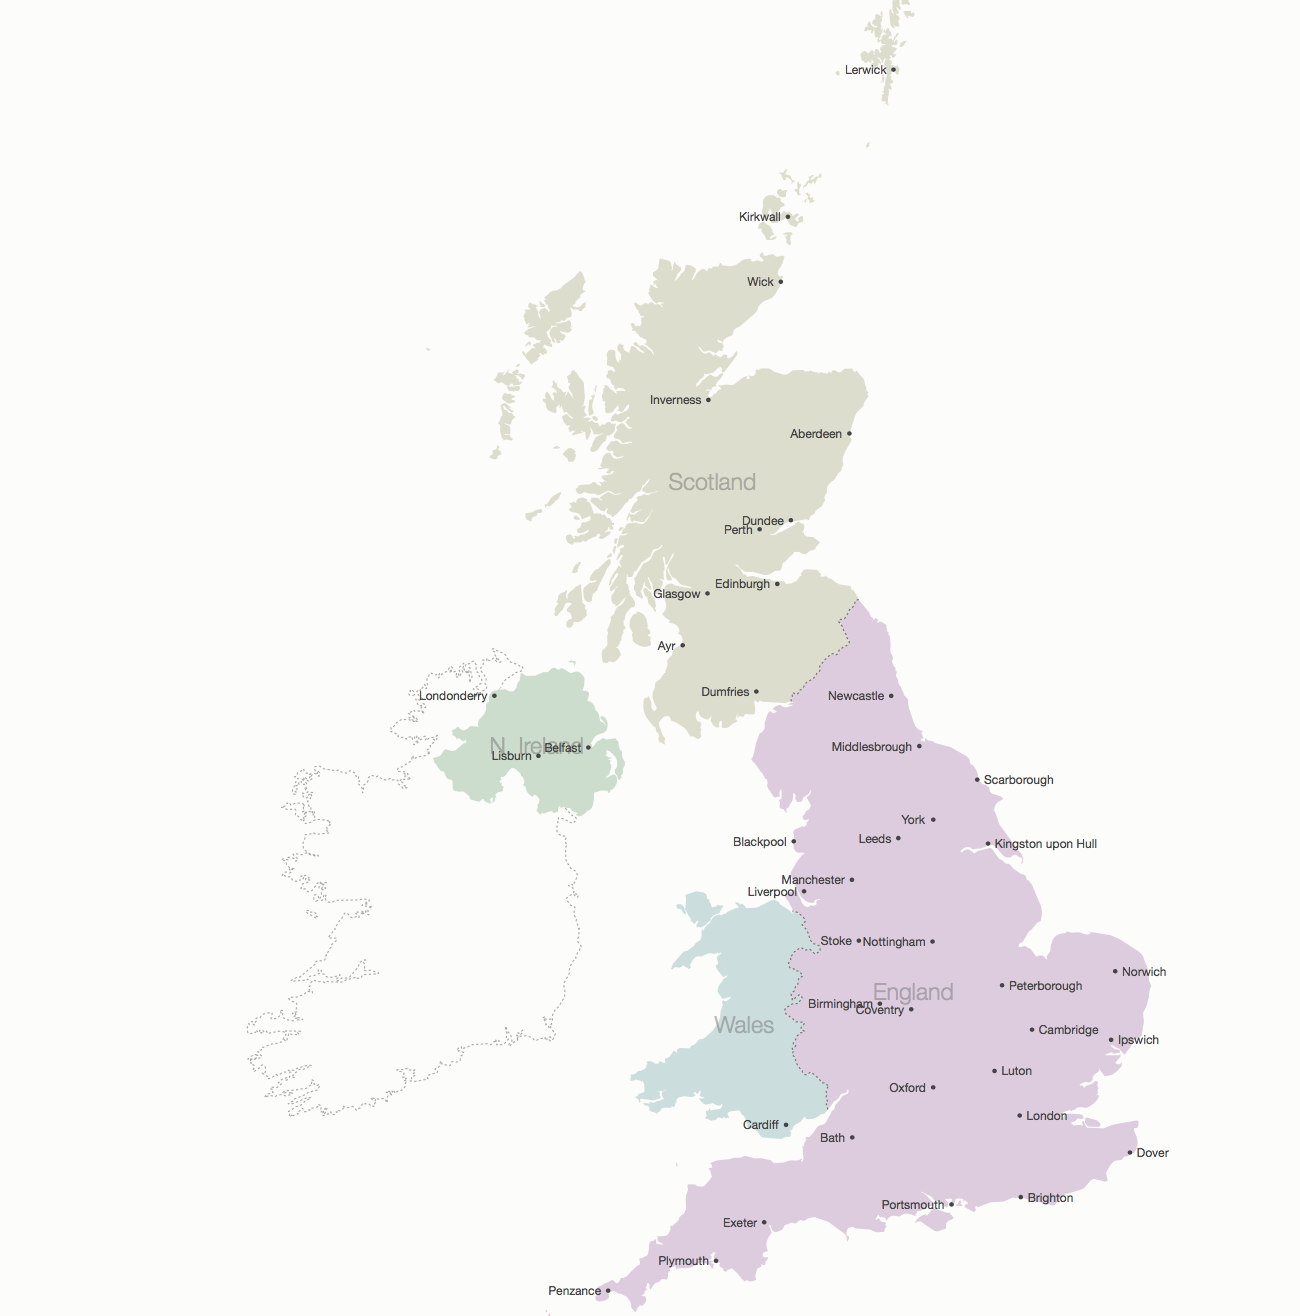 Lerwick
Kirkwall
Wick
Inverness
Aberdeen
Scotland
Dundee
Perth
Edinburgh
Glasgow
Ayr
Dumfries
Londonderry
Newcastle
N. Ireland
Belfast
Lisburn
Middlesbrough
Scarborough
York
Leeds
Blackpool
Kingston upon Hull
Manchester
Liverpool
Stoke
Nottingham
Norwich
Peterborough
England
Birmingham
Coventry
Wales
Cambridge
Ipswich
Luton
Oxford
London
Cardiff
Bath
Dover
Brighton
Portsmouth
Exeter
Plymouth
Penzance